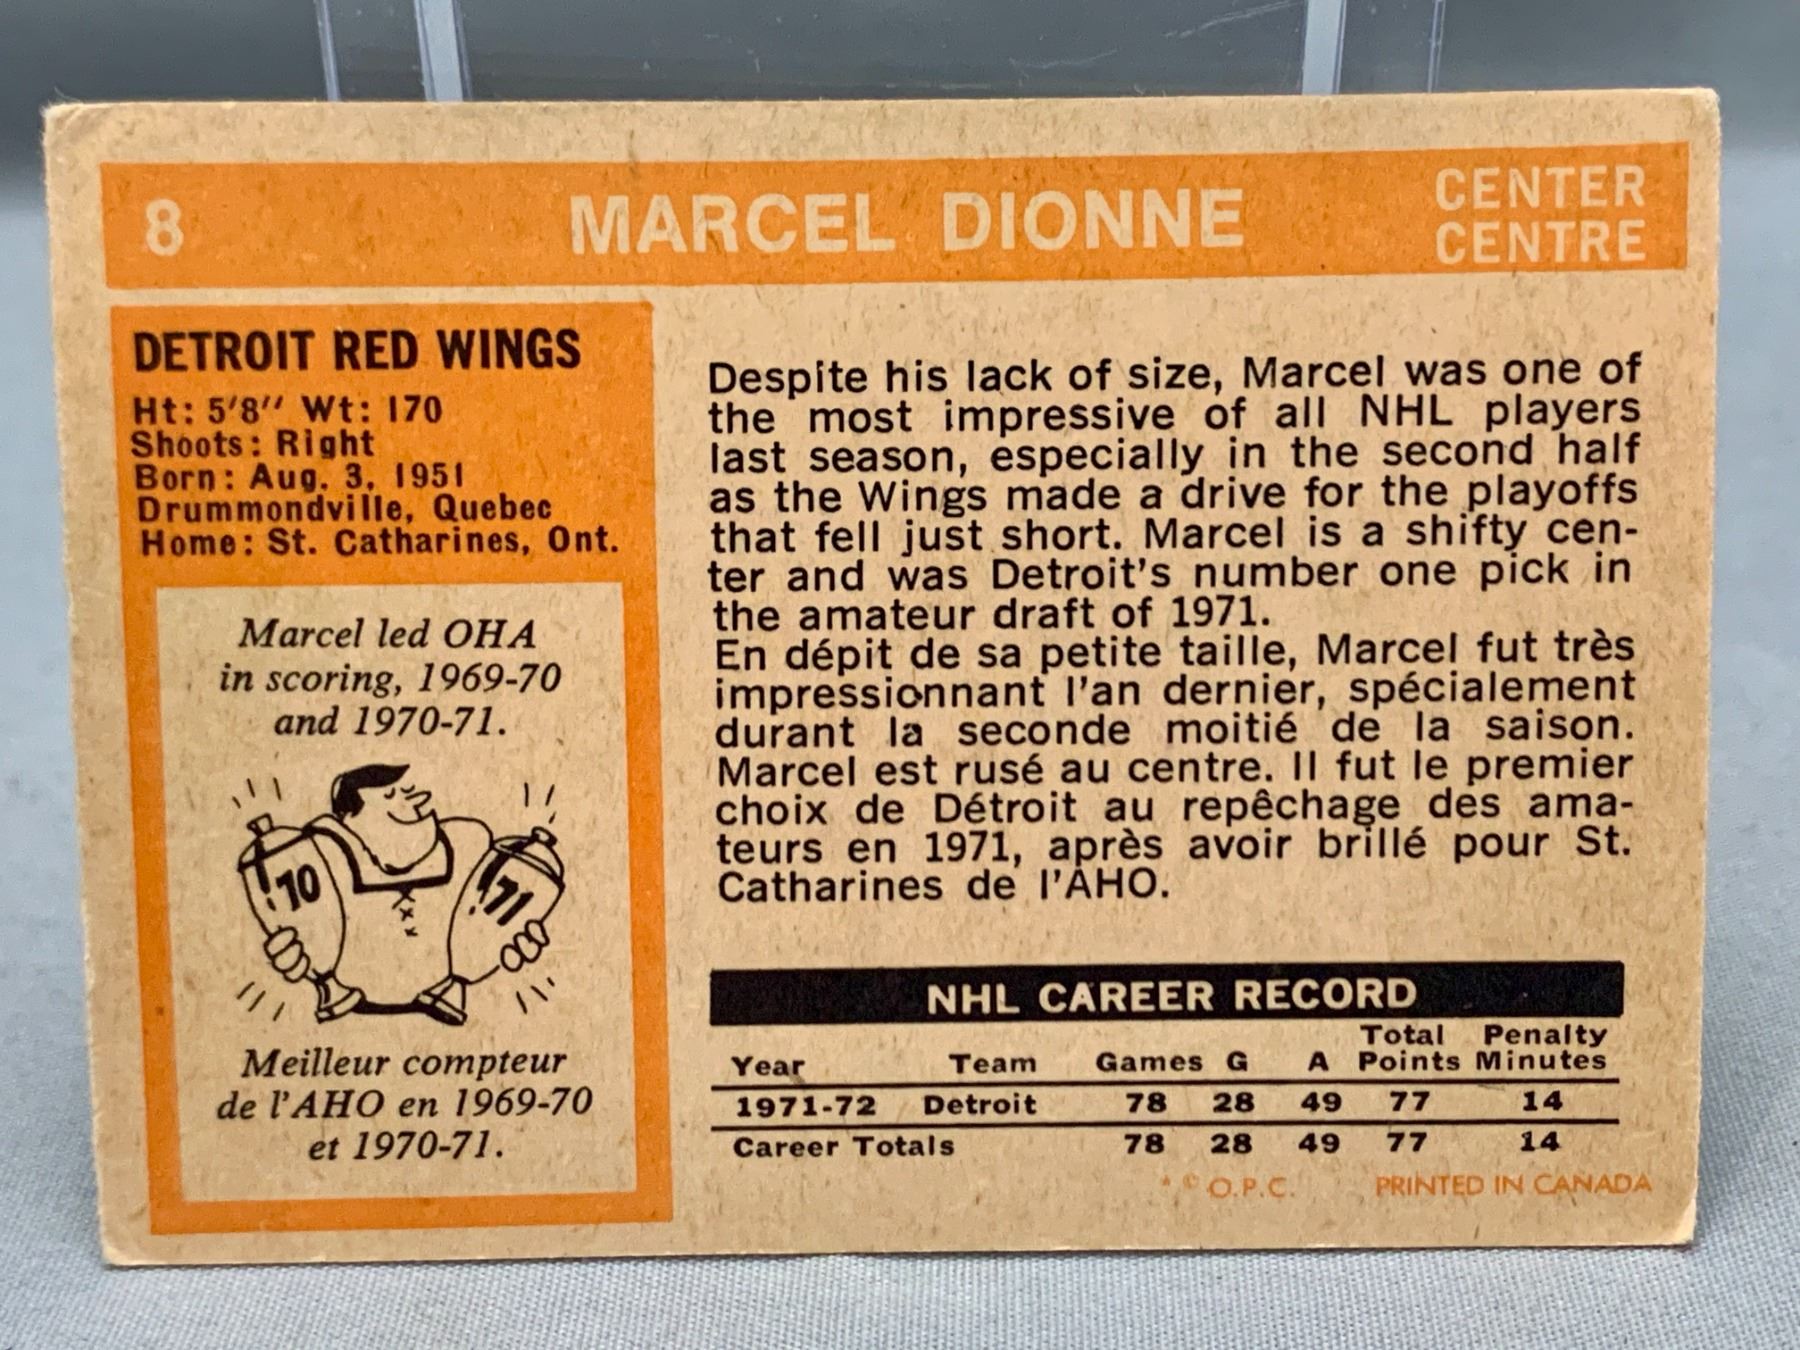 8
MARCEL DIONNE
CENTER
CENTRE
DETROIT RED WINGS
Ht: 5'8'' Wt: 170
Shoots: Right
Born: Aug. 3, 1951
Drummondville, Quebec
Home: St. Catharines, Ont.
Marcel led OHA
in scoring, 1969-70
and 1970-71.
'70
'71
Meilleur compteur
de l'AHO en 1969-70
et 1970-71.
Despite his lack of size, Marcel was one of
the most impressive of all NHL players
last season, especially in the second half
as the Wings made a drive for the playoffs
that fell just short. Marcel is a shifty cen-
ter and was Detroit's number one pick in
the amateur draft of 1971.
En dépit de sa petite taille, Marcel fut très
impressionnant l'an dernier, spécialement
durant la seconde moitié de la saison.
Marcel est rusé au centre. Il fut le premier
choix de Détroit au repêchage des ama-
teurs en 1971, après avoir brillé pour St.
Catharines de l'AHO.
NHL CAREER RECORD
Year Team Games G A Total Points Penalty Minutes
1971-72 Detroit 78 28 49 77 14
Career Totals 78 28 49 77 14
* © O.P.C. PRINTED IN CANADA